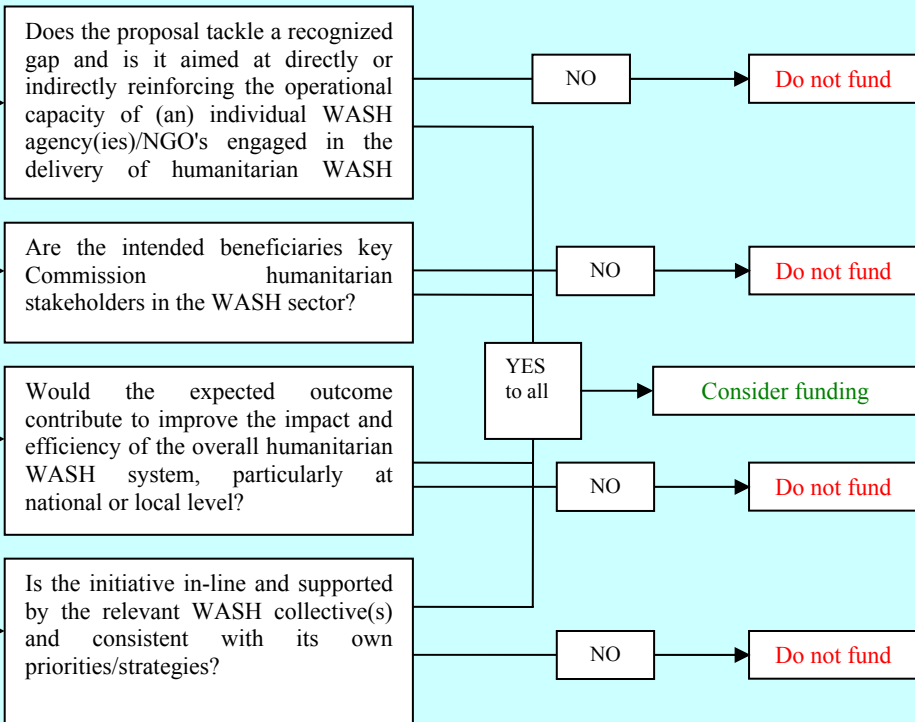 Does the proposal tackle a recognized
gap and is it aimed at directly or
indirectly reinforcing the operational
capacity of (an) individual WASH
agency(ies)/NGO's engaged in the
delivery of humanitarian WASH
NO
Do not fund
Are the intended beneficiaries key
Commission humanitarian
stakeholders in the WASH sector?
NO
Do not fund
YES
to all
Consider funding
Would the expected outcome
contribute to improve the impact and
efficiency of the overall humanitarian
WASH system, particularly at
national or local level?
NO
Do not fund
Is the initiative in-line and supported
by the relevant WASH collective(s)
and consistent with its own
priorities/strategies?
NO
Do not fund